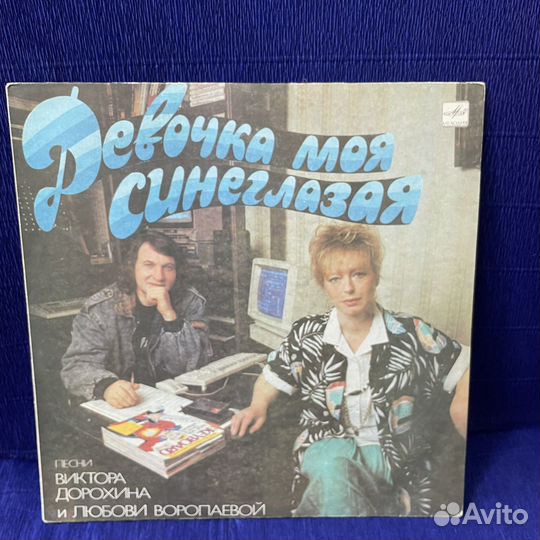 Девочка моя
синеглазая
ПЕСНИ
ВИКТОРА
ДОРОХИНА
и ЛЮБОВИ ВОРОПАЕВОЙ
Avito